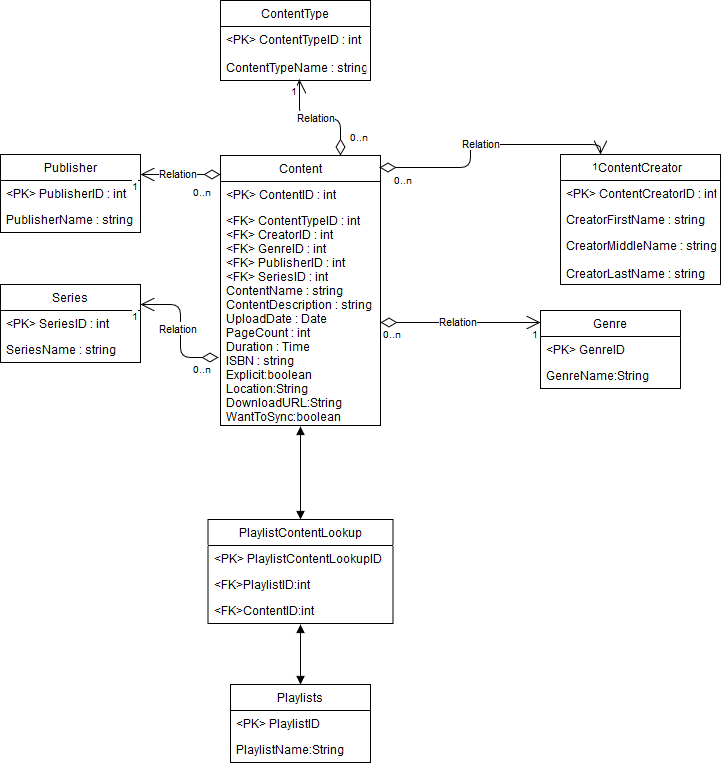 ContentType
<PK> ContentTypeID : int
ContentTypeName : string
1
Relation
0..n
Publisher
<PK> PublisherID : int
PublisherName : string
1
Relation
0..n
Content
<PK> ContentID : int
<FK> ContentTypeID : int
<FK> CreatorID : int
<FK> GenreID : int
<FK> PublisherID : int
<FK> SeriesID : int
ContentName : string
ContentDescription : string
UploadDate : Date
PageCount : int
Duration : Time
ISBN : string
Explicit:boolean
Location:String
DownloadURL:String
WantToSync:boolean
Relation
0..n
1
ContentCreator
<PK> ContentCreatorID : int
CreatorFirstName : string
CreatorMiddleName : string
CreatorLastName : string
Series
<PK> SeriesID : int
SeriesName : string
1
Relation
0..n
0..n
Relation
1
Genre
<PK> GenreID
GenreName:String
PlaylistContentLookup
<PK> PlaylistContentLookupID
<FK>PlaylistID:int
<FK>ContentID:int
Playlists
<PK> PlaylistID
PlaylistName:String